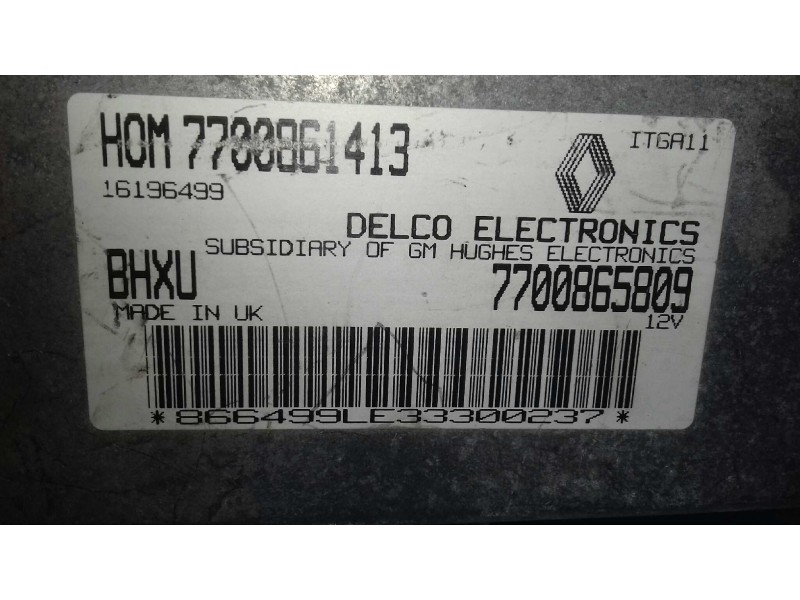 HOM 7700861413
ITGA11
16196499
DELCO ELECTRONICS
SUBSIDIARY OF GM HUGHES ELECTRONICS
BHXU
7700865809
MADE IN UK
12V
*866499LE33300237*